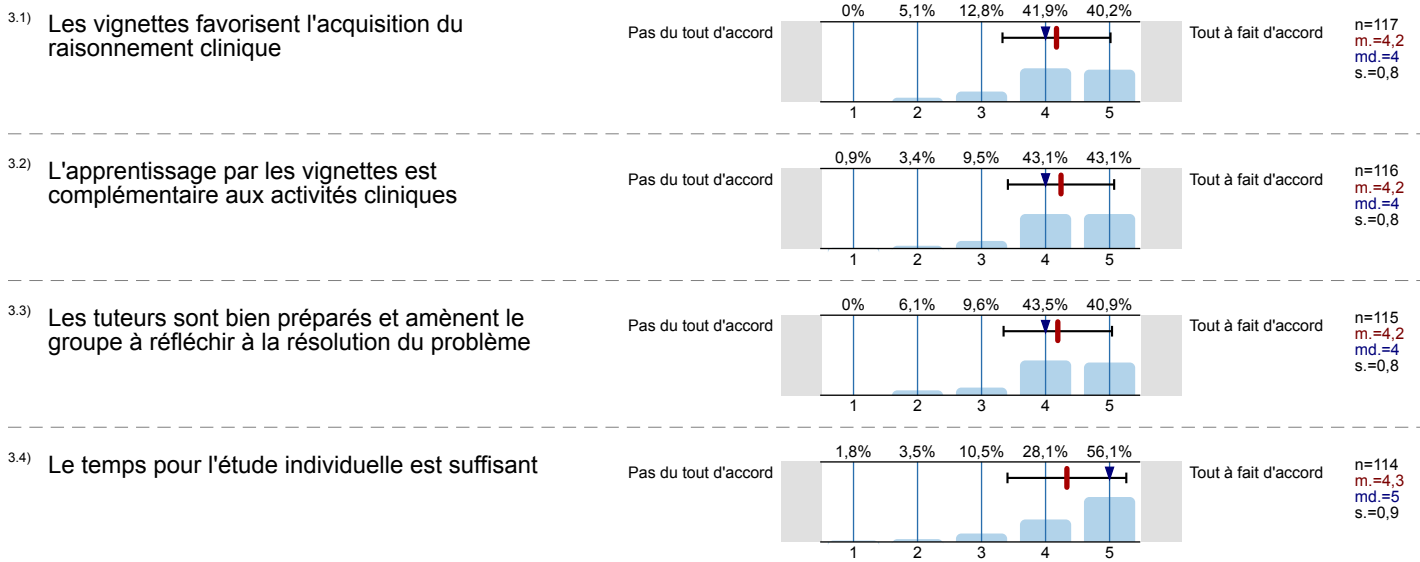 3.1) Les vignettes favorisent l'acquisition du
raisonnement clinique
Pas du tout d'accord
0% 5,1% 12,8% 41,9% 40,2%
1 2 3 4 5
Tout à fait d'accord
n=117
m.=4,2
md.=4
s.=0,8
3.2) L'apprentissage par les vignettes est
complémentaire aux activités cliniques
Pas du tout d'accord
0,9% 3,4% 9,5% 43,1% 43,1%
1 2 3 4 5
Tout à fait d'accord
n=116
m.=4,2
md.=4
s.=0,8
3.3) Les tuteurs sont bien préparés et amènent le
groupe à réfléchir à la résolution du problème
Pas du tout d'accord
0% 6,1% 9,6% 43,5% 40,9%
1 2 3 4 5
Tout à fait d'accord
n=115
m.=4,2
md.=4
s.=0,8
3.4) Le temps pour l'étude individuelle est suffisant
Pas du tout d'accord
1,8% 3,5% 10,5% 28,1% 56,1%
1 2 3 4 5
Tout à fait d'accord
n=114
m.=4,3
md.=5
s.=0,9